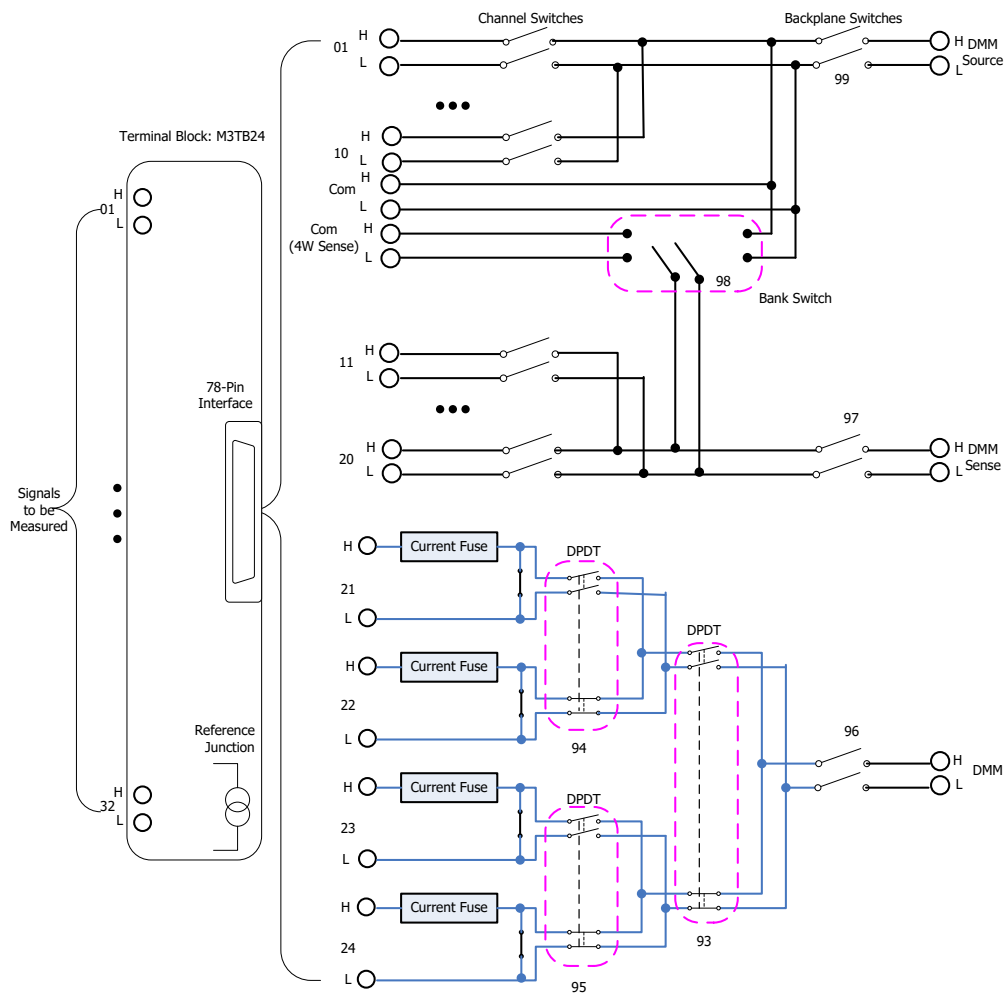 Channel Switches
Backplane Switches
H
01
L
H
DMM
Source
L
99
Terminal Block: M3TB24
H
10
L
H
Com
L
Com
(4W Sense)
H
L
98
Bank Switch
H
01
L
H
11
L
78-Pin
Interface
97
H
20
L
H
DMM
L
Sense
Signals
to be
Measured
H
Current Fuse
DPDT
21
L
DPDT
H
Current Fuse
22
L
94
Reference
Junction
96
H
DMM
L
H
Current Fuse
DPDT
H
32
L
23
L
H
Current Fuse
24
93
L
95